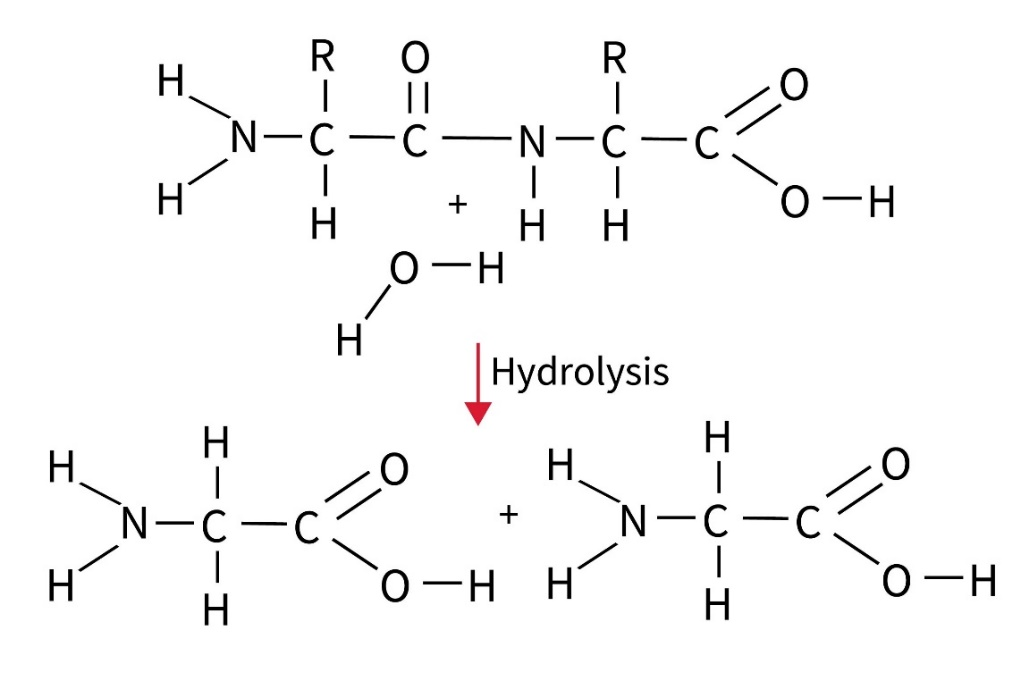 R O R
H O
N C C N C C
H O H
H + H H
O H
H
Hydrolysis
H H
H O H O
N C C + N C C
H O H H O H
H H